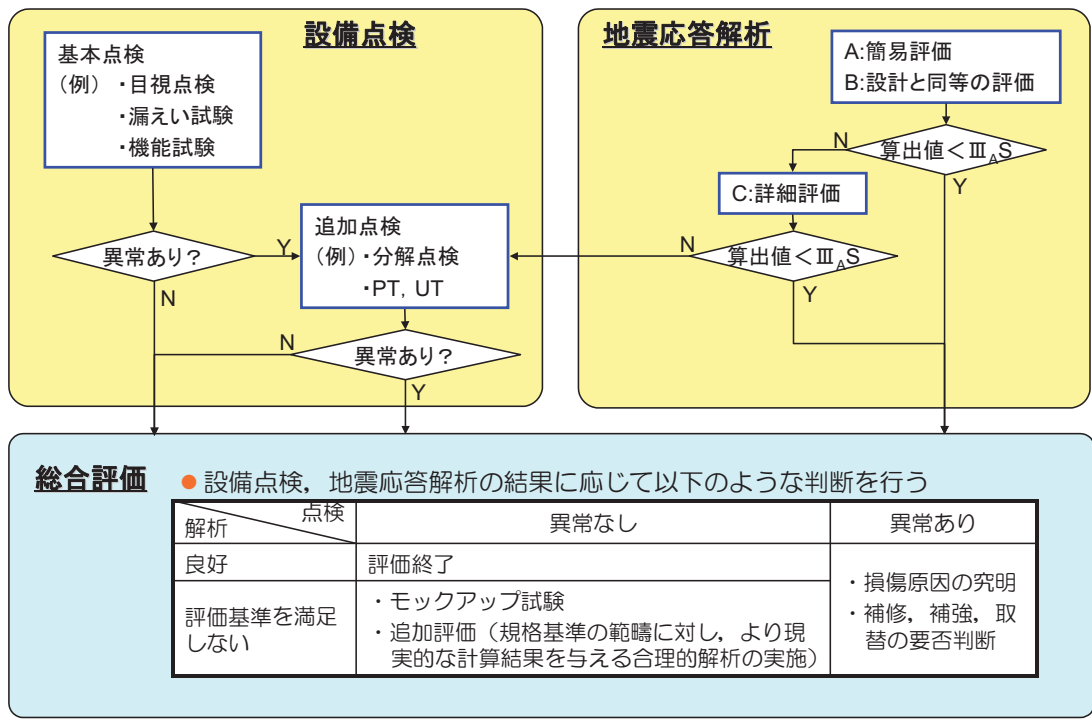 設備点検
基本点検
（例） ・目視点検
・漏えい試験
・機能試験
異常あり？
Y
N
追加点検
（例）・分解点検
・PT，UT
異常あり？
N
Y
地震応答解析
A:簡易評価
B:設計と同等の評価
算出値＜ⅢAS
N
Y
C:詳細評価
算出値＜ⅢAS
N
Y
総合評価
● 設備点検，地震応答解析の結果に応じて以下のような判断を行う
点検
解析
異常なし
異常あり
良好
評価終了
評価基準を満足
しない
・モックアップ試験
・追加評価（規格基準の範疇に対し，より現
実的な計算結果を与える合理的解析の実施）
・損傷原因の究明
・補修，補強，取
替の要否判断